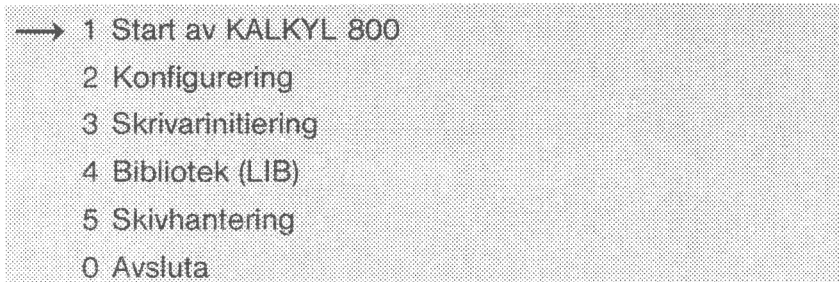 → 1 Start av KALKYL 800
2 Konfigurering
3 Skrivarinitiering
4 Bibliotek (LIB)
5 Skivhantering
0 Avsluta